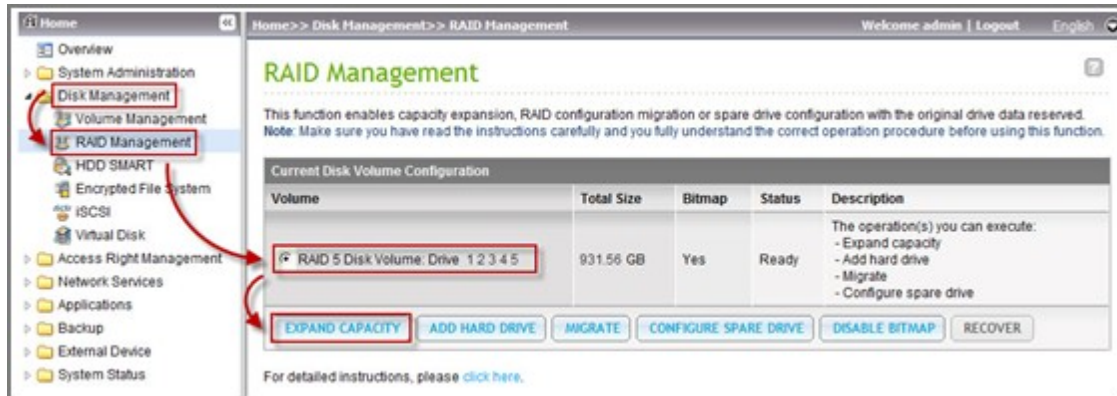 Home
Home>> Disk Management>> RAID Management
Welcome admin | Logout
English
Overview
System Administration
Disk Management
Volume Management
RAID Management
HDD SMART
Encrypted File System
iSCSI
Virtual Disk
Access Right Management
Network Services
Applications
Backup
External Device
System Status
RAID Management
This function enables capacity expansion, RAID configuration migration or spare drive configuration with the original drive data reserved.
Note: Make sure you have read the instructions carefully and you fully understand the correct operation procedure before using this function.
Current Disk Volume Configuration
Volume Total Size Bitmap Status Description
RAID 5 Disk Volume: Drive 1 2 3 4 5 931.56 GB Yes Ready
The operation(s) you can execute:
- Expand capacity
- Add hard drive
- Migrate
- Configure spare drive
EXPAND CAPACITY ADD HARD DRIVE MIGRATE CONFIGURE SPARE DRIVE DISABLE BITMAP RECOVER
For detailed instructions, please click here.